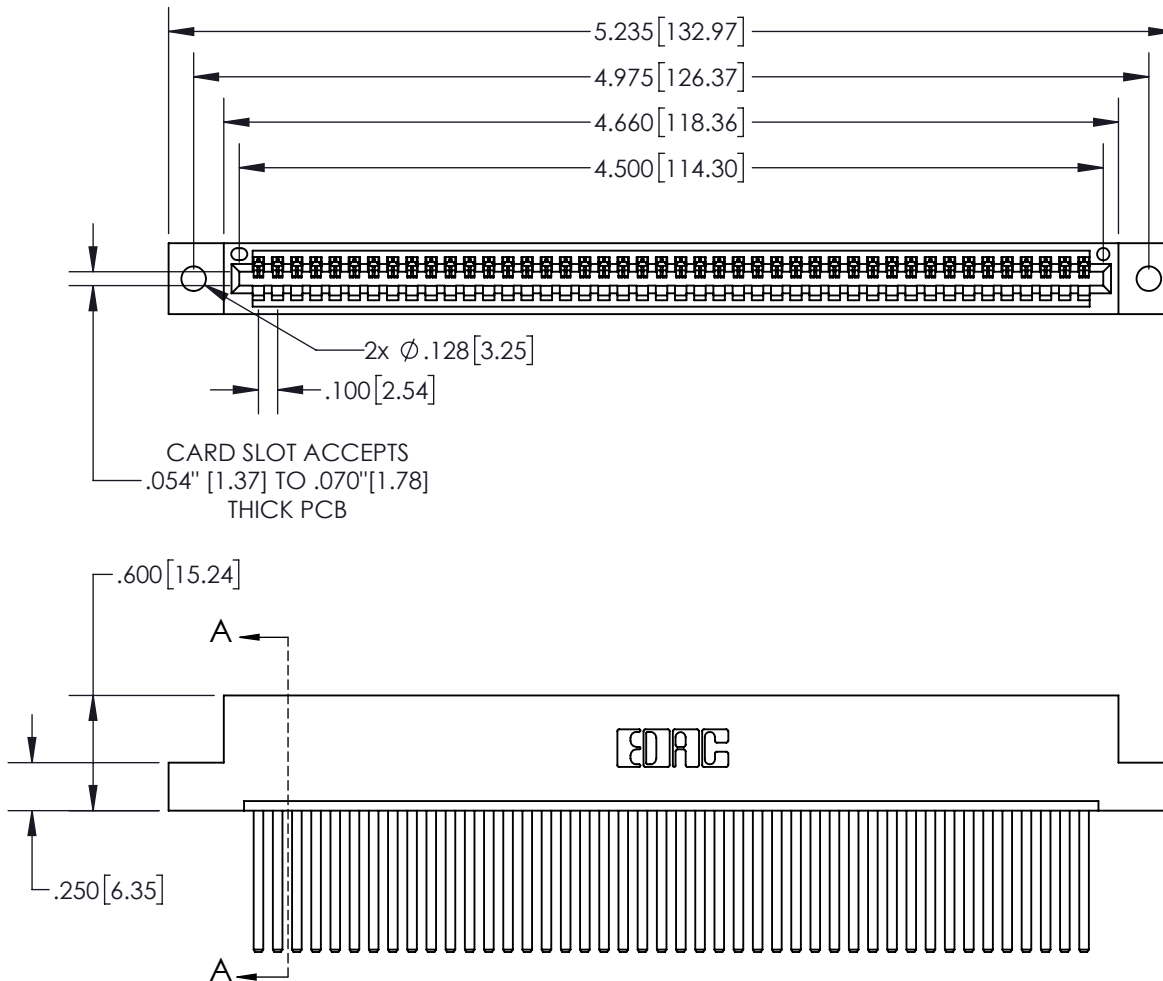 5.235[132.97]
4.975[126.37]
4.660[118.36]
4.500[114.30]
2x ∅.128[3.25]
.100[2.54]
CARD SLOT ACCEPTS
.054" [1.37] TO .070"[1.78]
THICK PCB
.600[15.24]
A
EDAC
.250[6.35]
A